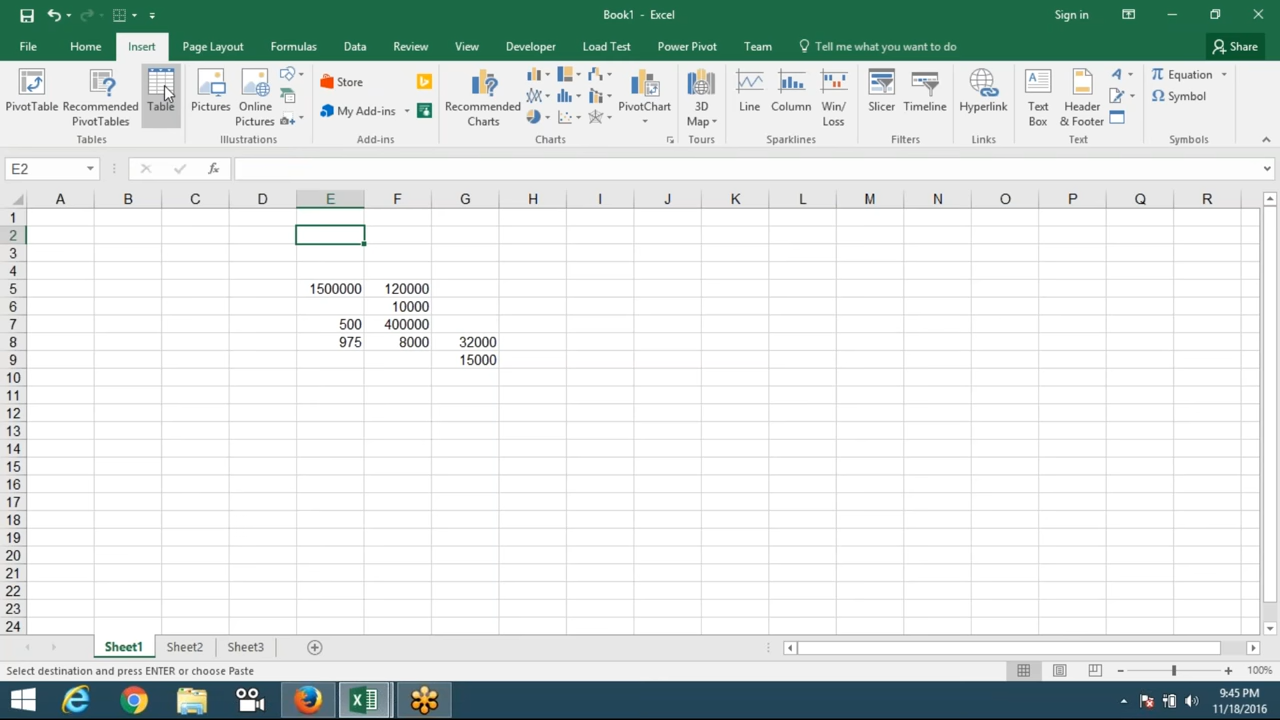 Book1 - Excel
Sign in
File
Home
Insert
Page Layout
Formulas
Data
Review
View
Developer
Load Test
Power Pivot
Team
Tell me what you want to do
Share
PivotTable
Recommended
PivotTables
Table
Tables
Pictures
Online
Pictures
Illustrations
Store
My Add-ins
Add-ins
Recommended
Charts
PivotChart
Charts
3D
Map
Tours
Line
Column
Win/
Loss
Sparklines
Slicer
Timeline
Filters
Hyperlink
Links
Text
Box
Header
& Footer
Text
Equation
Symbol
Symbols
E2
fx
A B C D E F G H I J K L M N O P Q R
1
2
3
4
5 1500000 120000
6 10000
7 500 400000
8 975 8000 32000
9 15000
10
11
12
13
14
15
16
17
18
19
20
21
22
23
24
Sheet1
Sheet2
Sheet3
Select destination and press ENTER or choose Paste
100%
9:45 PM
11/18/2016